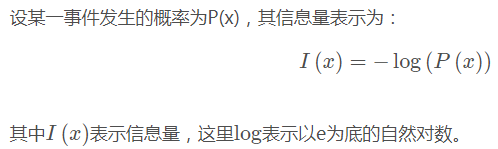 设某一事件发生的概率为P(x)，其信息量表示为：
I (x) = − log (P (x))
其中I (x)表示信息量，这里log表示以e为底的自然对数。